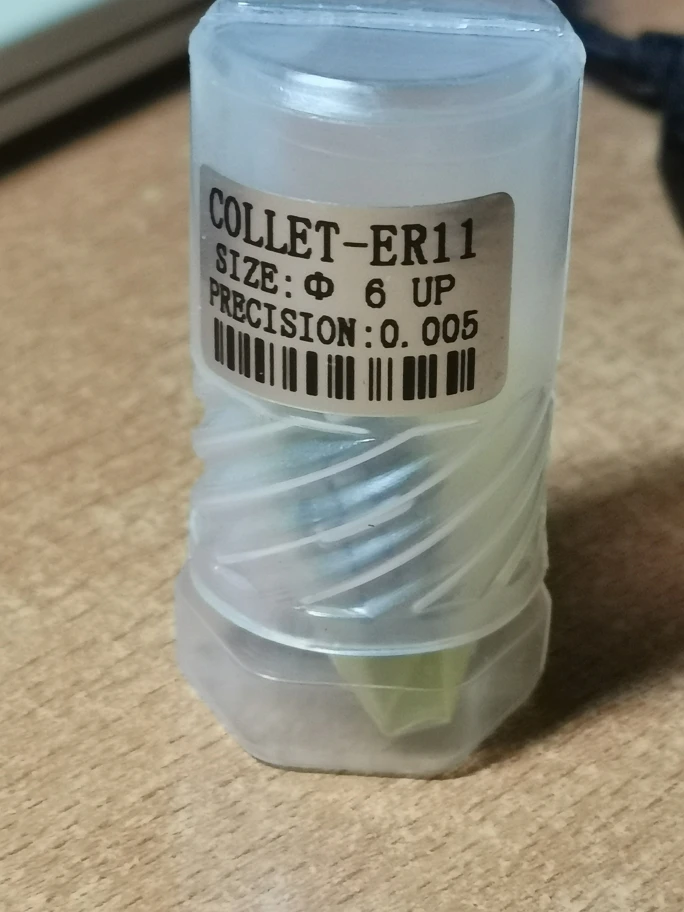 COLLET-ER11
SIZE:Φ 6 UP
PRECISION:0.005